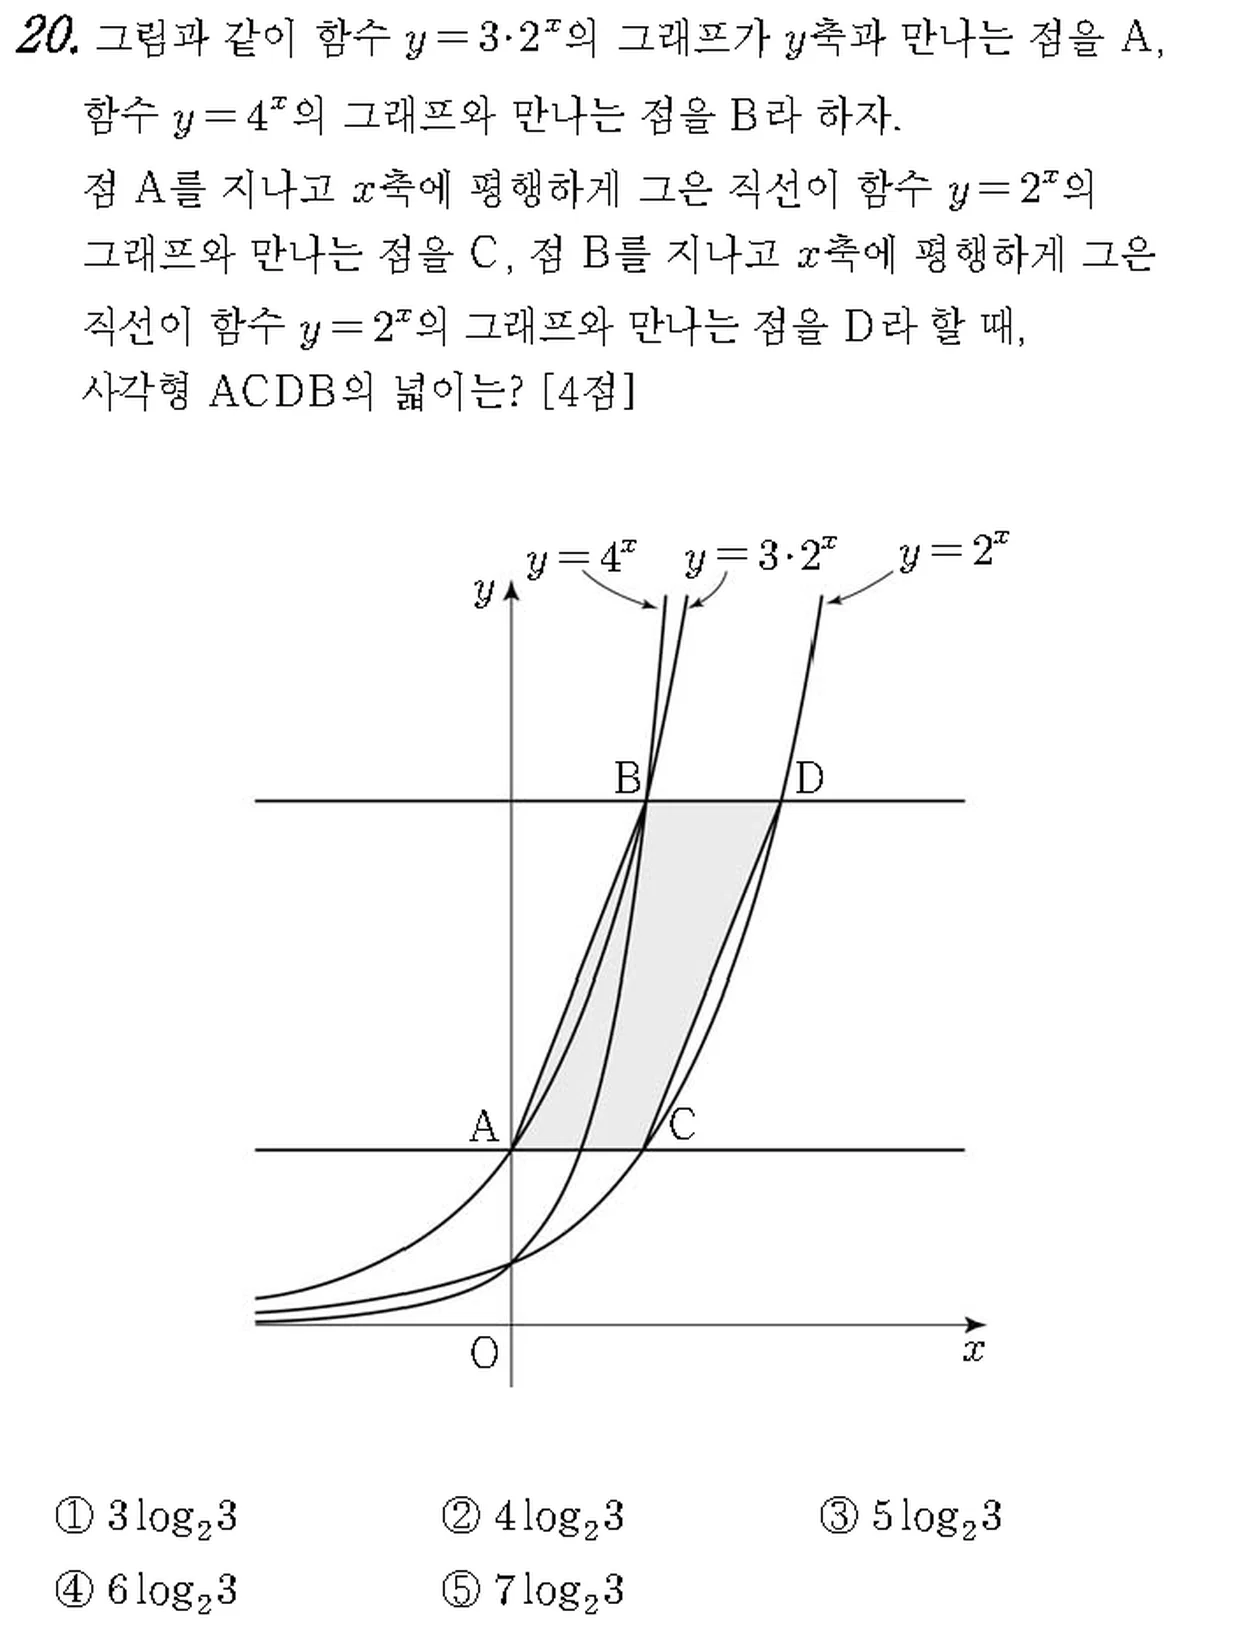 20. 그림과 같이 함수 y=3·2ˣ의 그래프가 y축과 만나는 점을 A,
함수 y=4ˣ의 그래프와 만나는 점을 B라 하자.
점 A를 지나고 x축에 평행하게 그은 직선이 함수 y=2ˣ의
그래프와 만나는 점을 C, 점 B를 지나고 x축에 평행하게 그은
직선이 함수 y=2ˣ의 그래프와 만나는 점을 D라 할 때,
사각형 ACDB의 넓이는? [4점]
y=4ˣ y=3·2ˣ y=2ˣ
y
B D
A C
O x
① 3log₂3 ② 4log₂3 ③ 5log₂3
④ 6log₂3 ⑤ 7log₂3